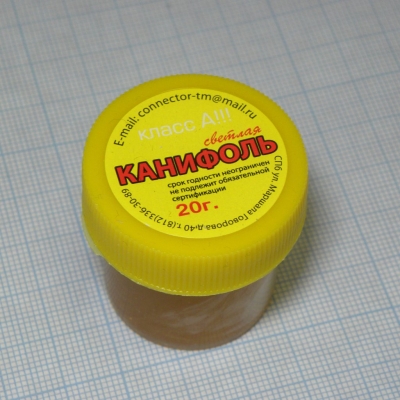 E-mail: connector-tm@mail.ru
класс А!!!
светлая
КАНИФОЛЬ
срок годности неограничен
не подлежит обязательной
сертификации
20г.
СПб ул. Маршала Говорова д-40 т.(812)336-30-89